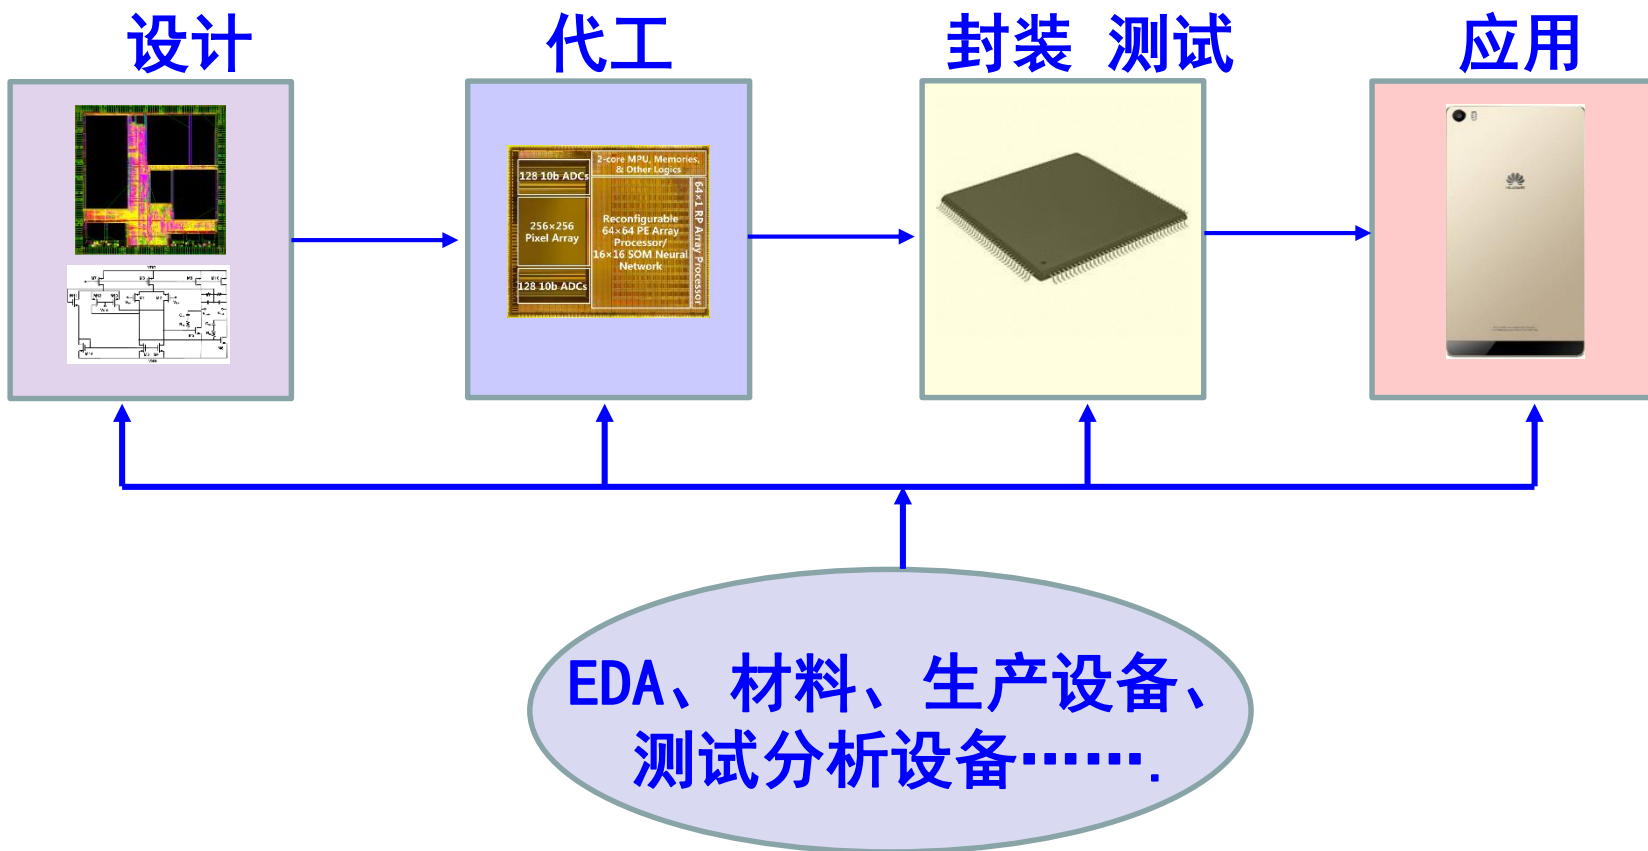 设计
代工
封装 测试
应用
2-core MPU, Memories,
& Other Logics
128 10b ADCs
256×256
Pixel Array
Reconfigurable
64×64 PE Array
Processor/
16×16 SOM Neural
Network
64×1 RP Array Processor
128 10b ADCs
HUAWEI
EDA、材料、生产设备、
测试分析设备…….